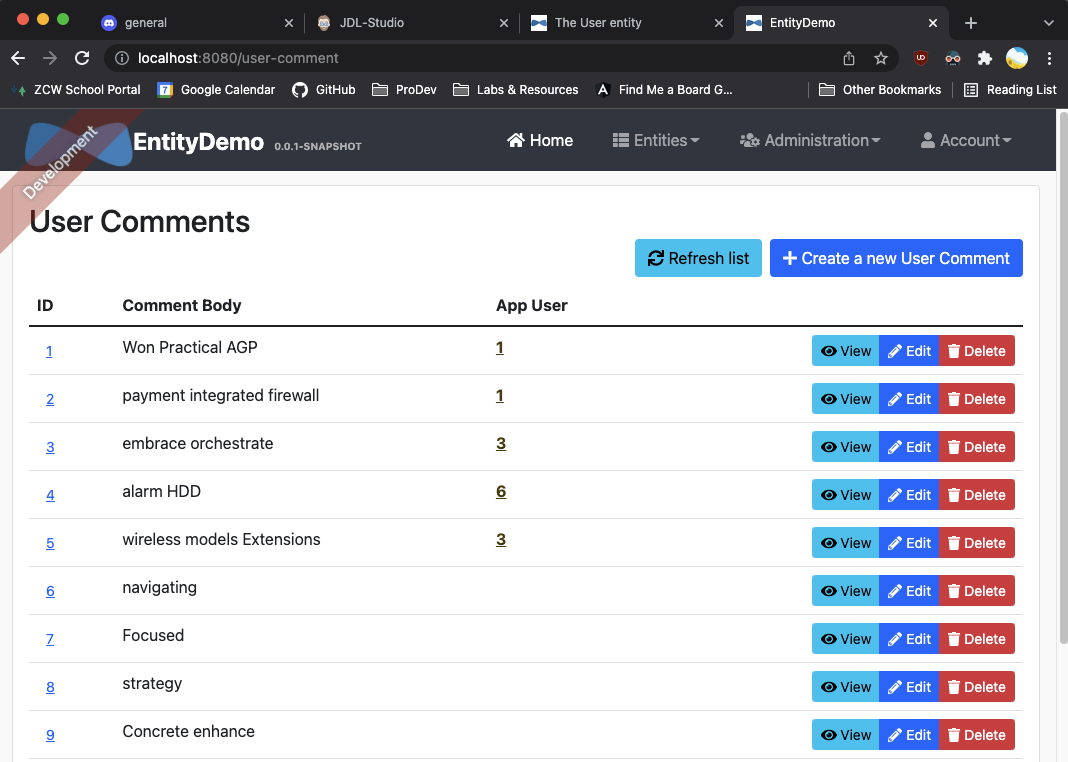 general
JDL-Studio
The User entity
EntityDemo
localhost:8080/user-comment
ZCW School Portal
7 Google Calendar
GitHub
ProDev
Labs & Resources
Find Me a Board G...
Other Bookmarks
Reading List
Development
EntityDemo 0.0.1-SNAPSHOT
Home
Entities
Administration
Account
User Comments
Refresh list
Create a new User Comment
ID Comment Body App User
1 Won Practical AGP 1 View Edit Delete
2 payment integrated firewall 1 View Edit Delete
3 embrace orchestrate 3 View Edit Delete
4 alarm HDD 6 View Edit Delete
5 wireless models Extensions 3 View Edit Delete
6 navigating View Edit Delete
7 Focused View Edit Delete
8 strategy View Edit Delete
9 Concrete enhance View Edit Delete